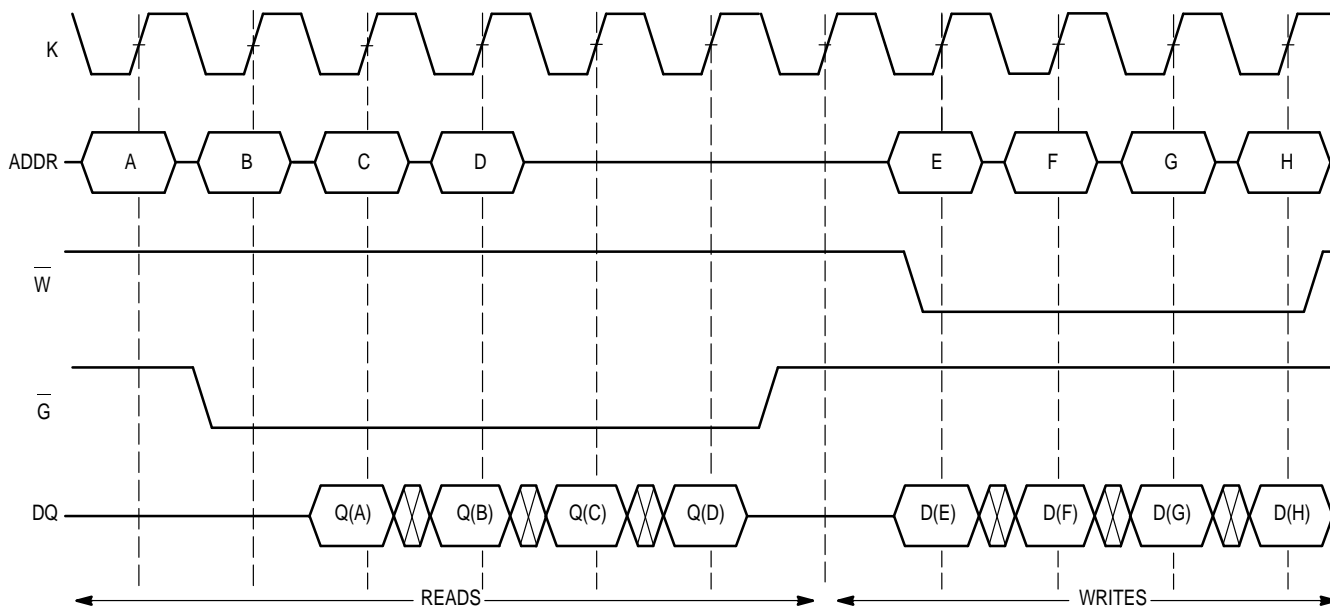 K
ADDR A B C D E F G H
W
G
DQ Q(A) Q(B) Q(C) Q(D) D(E) D(F) D(G) D(H)
READS WRITES